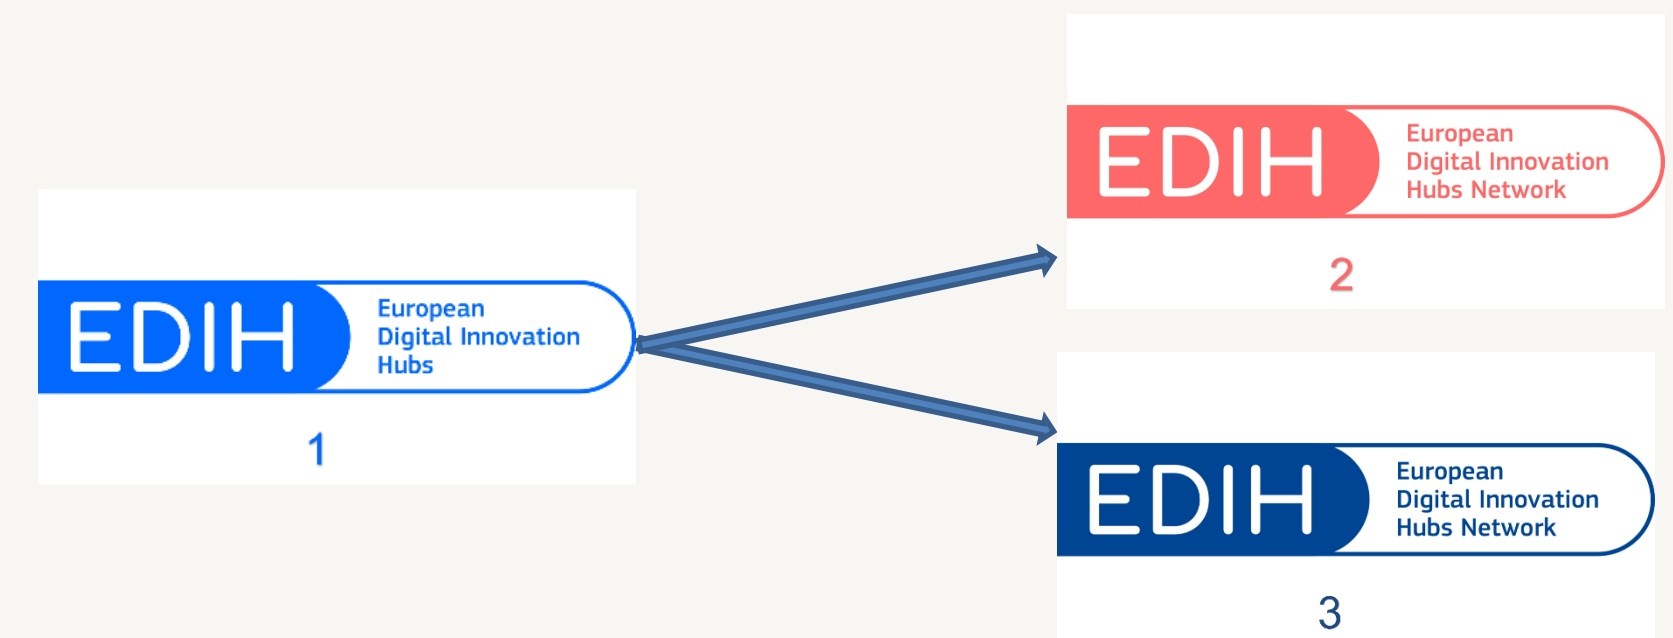 EDIH
European
Digital Innovation
Hubs
1
EDIH
European
Digital Innovation
Hubs Network
2
EDIH
European
Digital Innovation
Hubs Network
3